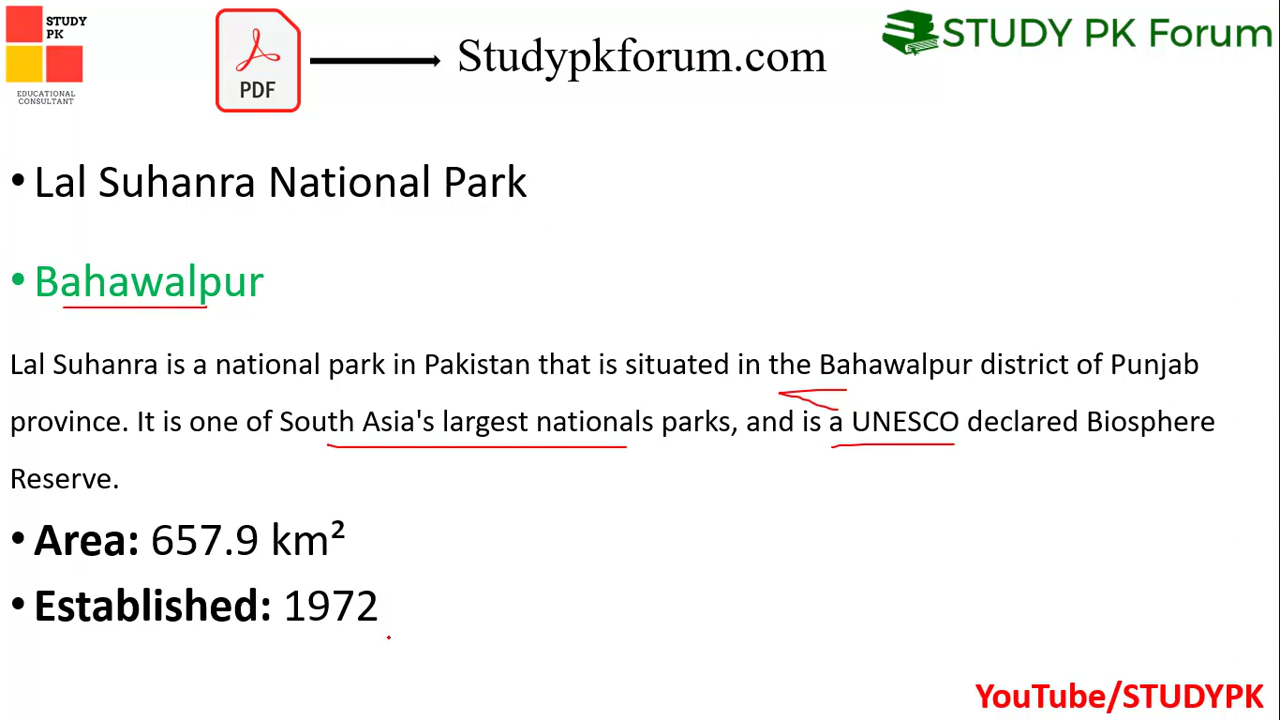 STUDY
PK
EDUCATIONAL
CONSULTANT
PDF
Studypkforum.com
STUDY PK Forum
• Lal Suhanra National Park
• Bahawalpur
Lal Suhanra is a national park in Pakistan that is situated in the Bahawalpur district of Punjab
province. It is one of South Asia's largest nationals parks, and is a UNESCO declared Biosphere
Reserve.
• Area: 657.9 km²
• Established: 1972
YouTube/STUDYPK